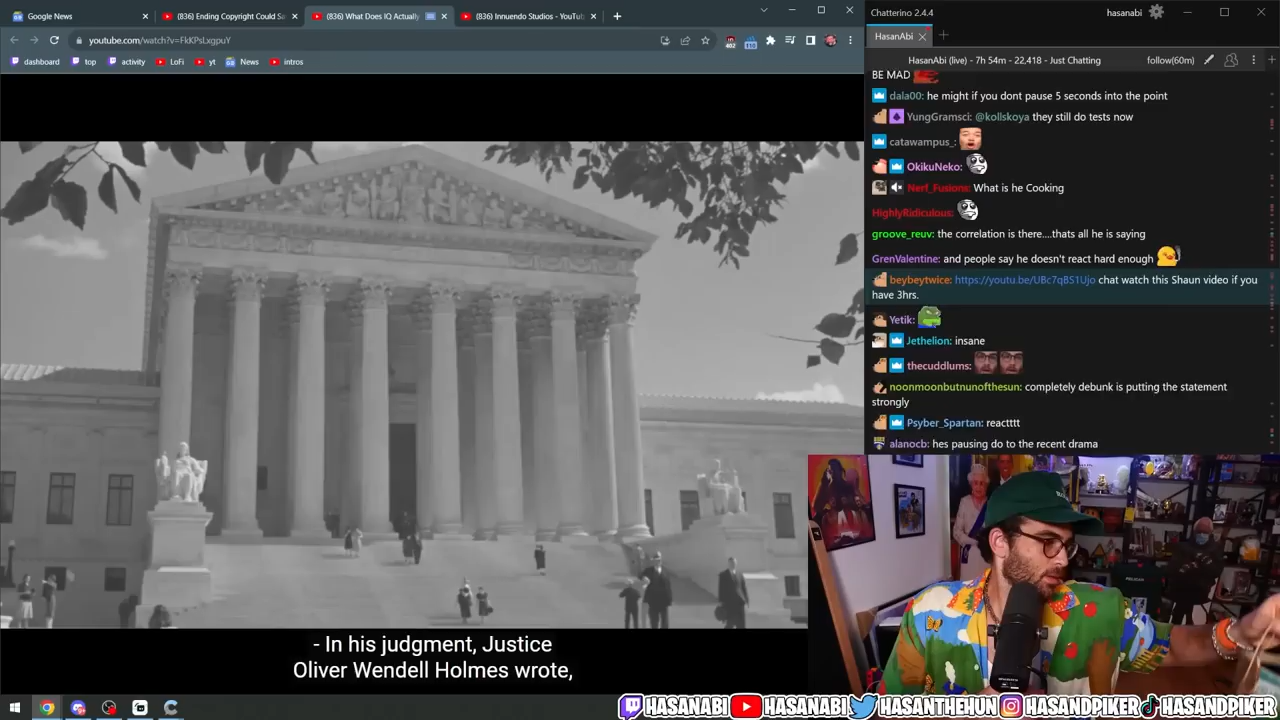 Google News
(836) Ending Copyright Could Sa
(836) What Does IQ Actually
(836) Innuendo Studios - YouTub
youtube.com/watch?v=FkKPsLxgpuY
402
110
dashboard
top
activity
LoFi
yt
News
intros
Chatterino 2.4.4
hasanabi
HasanAbi
HasanAbi (live) - 7h 54m - 22,418 - Just Chatting
follow(60m)
BE MAD
dala00: he might if you dont pause 5 seconds into the point
YungGramsci: @kollskoya they still do tests now
catawampus_:
OkikuNeko:
Nerf_Fusions: What is he Cooking
HighlyRidiculous:
groove_reuv: the correlation is there....thats all he is saying
GrenValentine: and people say he doesn't react hard enough
beybeytwice: https://youtu.be/UBc7qBS1Ujo chat watch this Shaun video if you
have 3hrs.
Yetik:
Jethelion: insane
thecuddlums:
noonmoonbutnunofthesun: completely debunk is putting the statement
strongly
Psyber_Spartan: reactttt
alanocb: hes pausing do to the recent drama
- In his judgment, Justice
Oliver Wendell Holmes wrote,
HASANABI
HASANABI
HASANTHEHUN
HASANDPIKER
HASANDPIKER